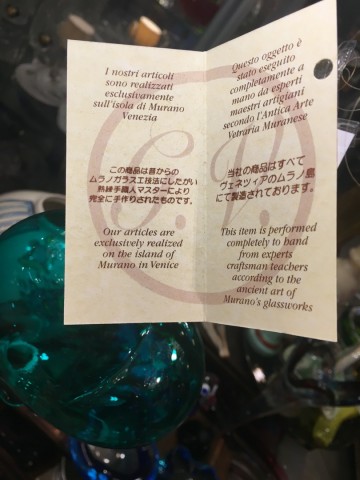 I nostri articoli
sono realizzati
esclusivamente
sull'isola di Murano
Venezia
この商品は昔からの
ムラノガラス工技法にしたがい
熟練手職人マスターにより
完全に手作りされたものです。
Our articles are
exclusively realized
on the island of
Murano in Venice
Questo oggetto è
stato eseguito
completamente a
mano da esperti
maestri artigiani
secondo l'Antica Arte
Vetraria Muranese
当社の商品はすべて
ヴェネツィアのムラノ島
にて製造されております。
This item is performed
completely to hand
from experts
craftsman teachers
according to the
ancient art of
Murano's glassworks
G.V.